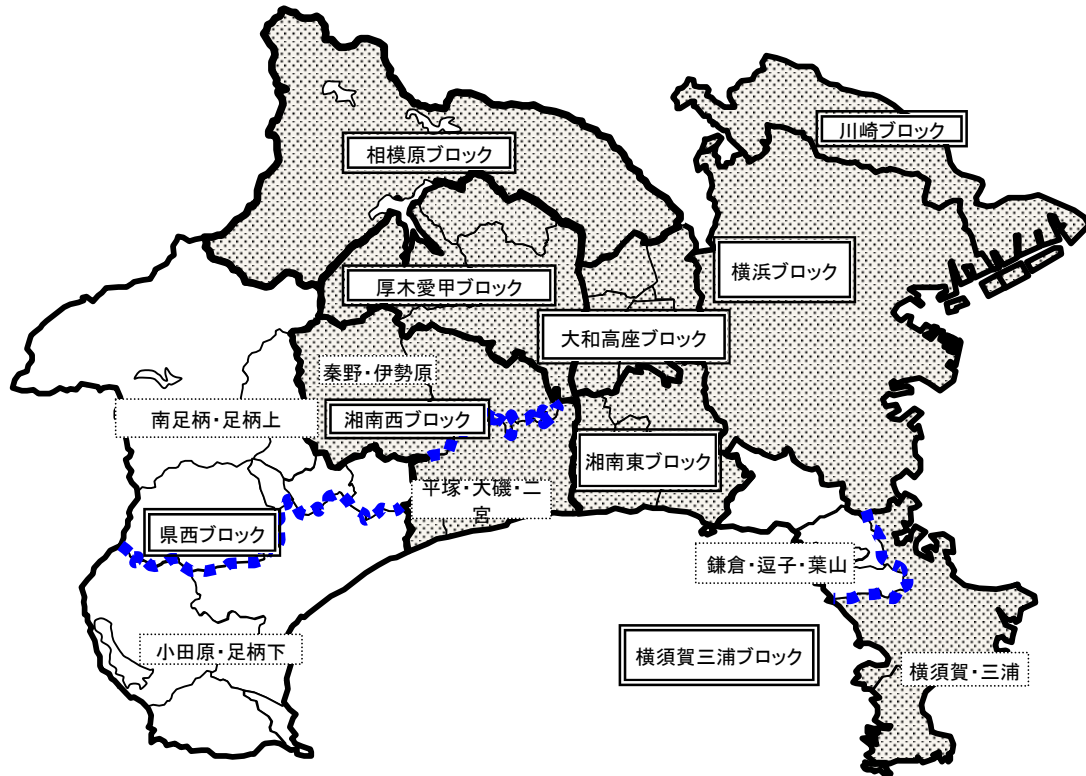 川崎ブロック
相模原ブロック
横浜ブロック
厚木愛甲ブロック
大和高座ブロック
秦野・伊勢原
南足柄・足柄上
湘南西ブロック
湘南東ブロック
平塚・大磯・二
宮
県西ブロック
鎌倉・逗子・葉山
小田原・足柄下
横須賀三浦ブロック
横須賀・三浦